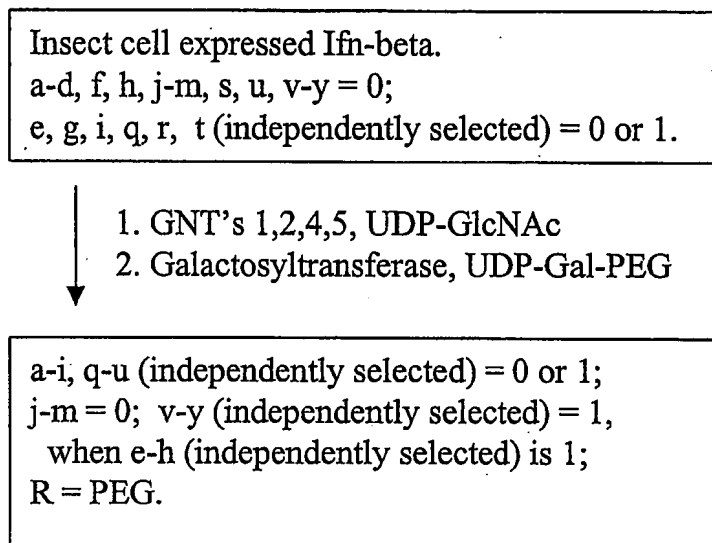 Insect cell expressed Ifn-beta.
a-d, f, h, j-m, s, u, v-y = 0;
e, g, i, q, r, t (independently selected) = 0 or 1.
1. GNT's 1,2,4,5, UDP-GlcNAc
2. Galactosyltransferase, UDP-Gal-PEG
a-i, q-u (independently selected) = 0 or 1;
j-m = 0; v-y (independently selected) = 1,
when e-h (independently selected) is 1;
R = PEG.